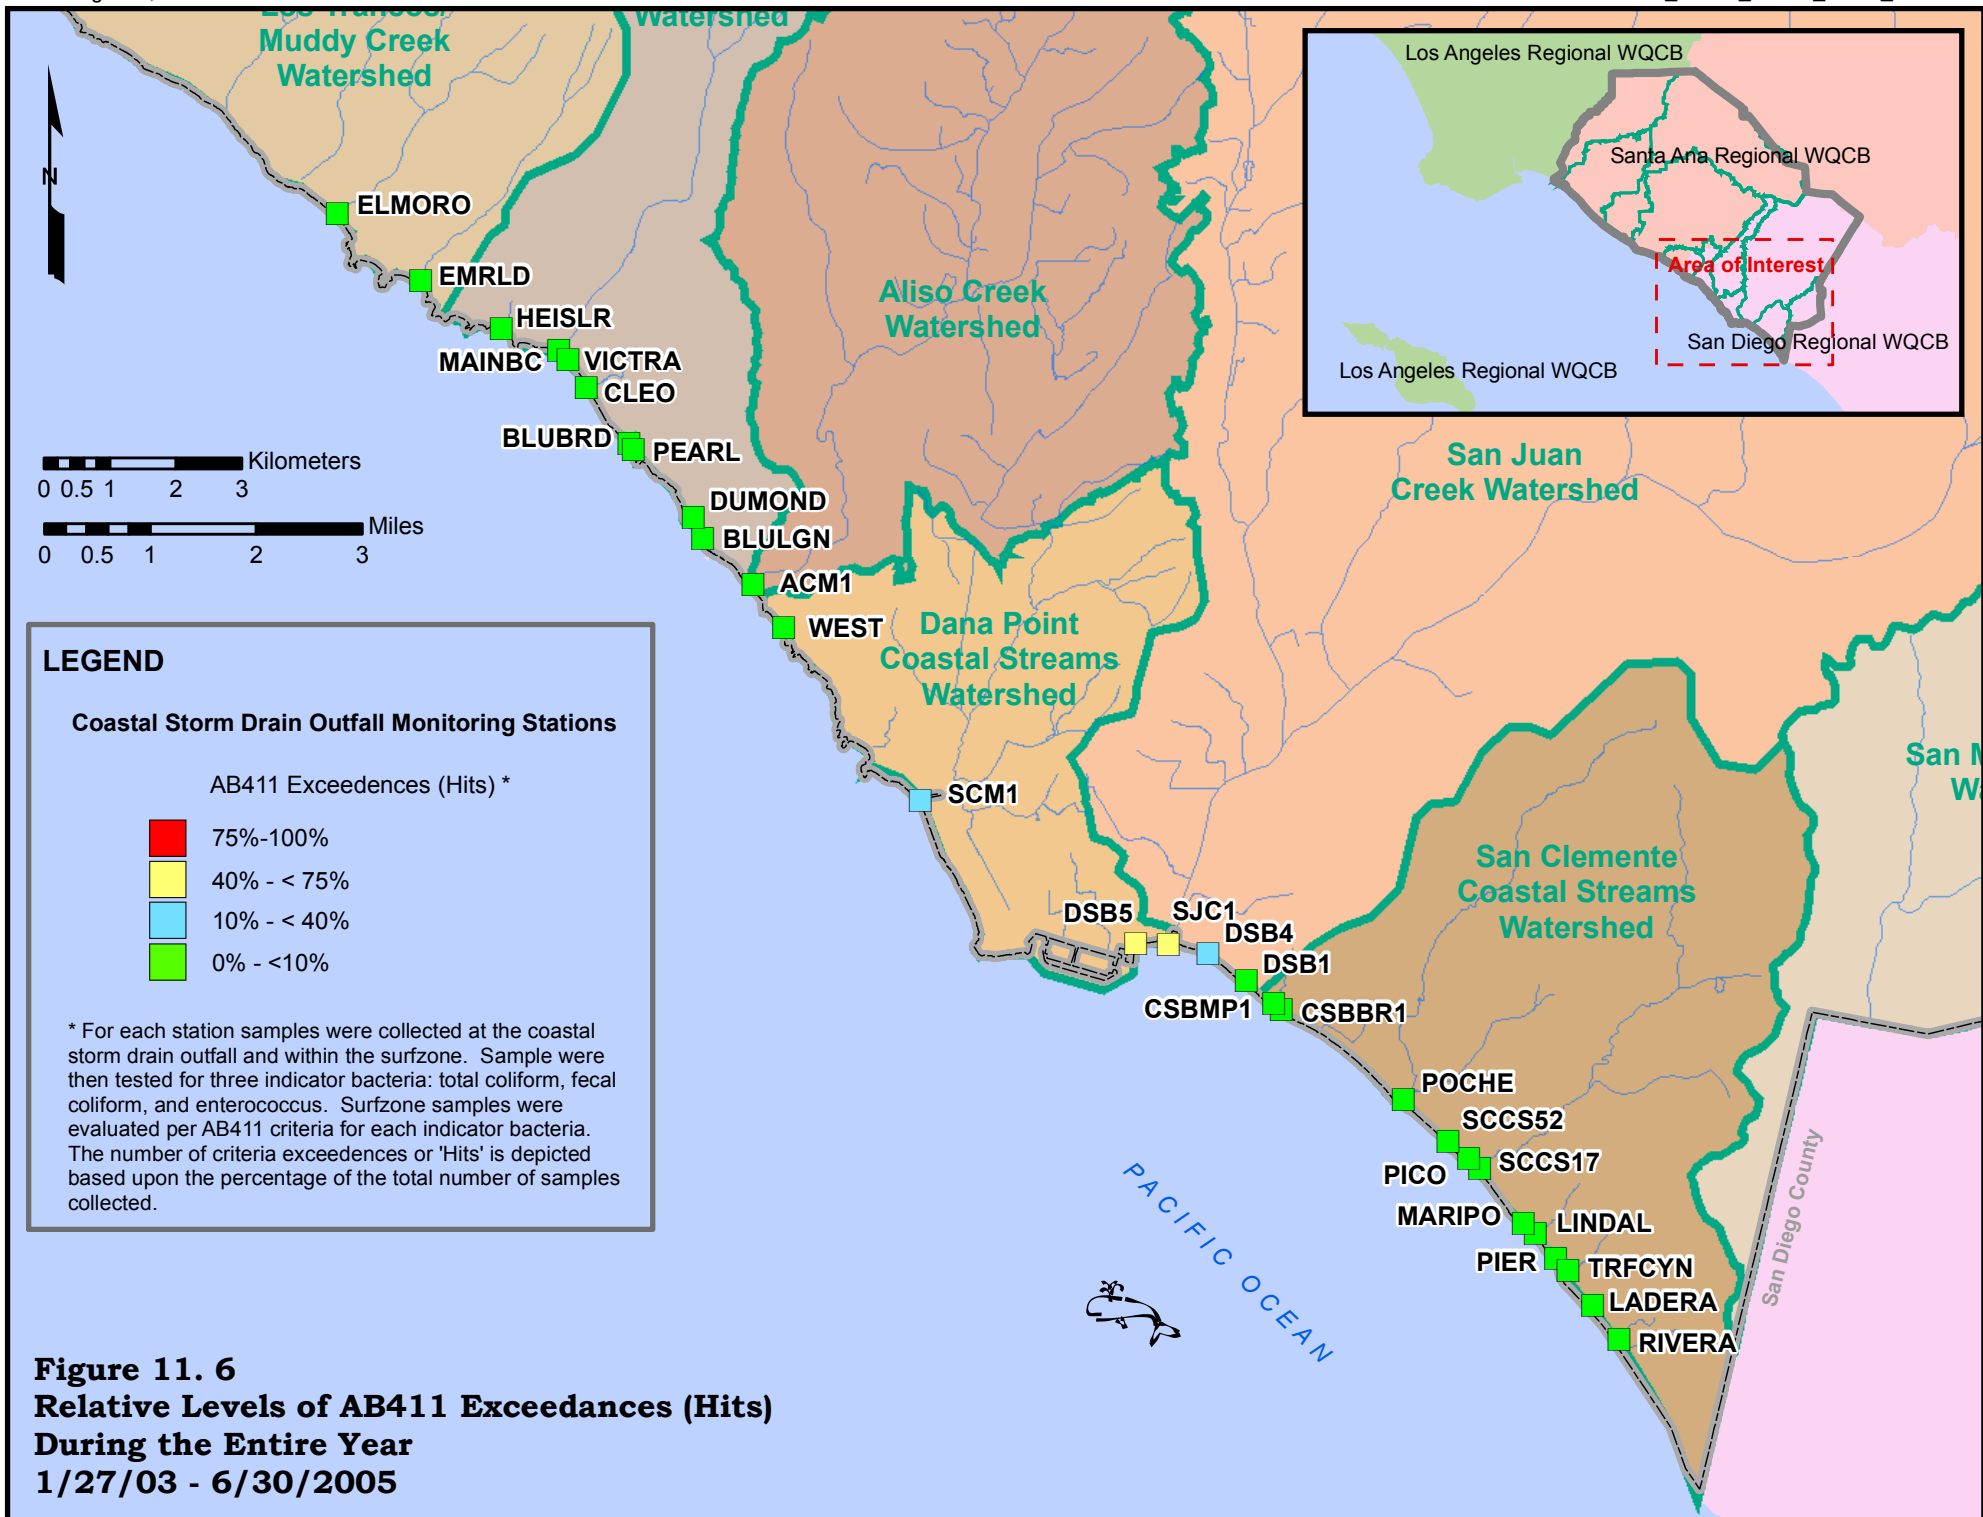 Muddy Creek
Watershed
Watershed
N
ELMORO
EMRLD
HEISLR
MAINBC
VICTRA
CLEO
BLUBRD
PEARL
DUMOND
BLULGN
ACM1
WEST
SCM1
DSB5
SJC1
DSB4
DSB1
CSBMP1
CSBBR1
POCHE
SCCS52
SCCS17
PICO
MARIPO
LINDAL
PIER
TRFCYN
LADERA
RIVERA
Aliso Creek
Watershed
Dana Point
Coastal Streams
Watershed
San Juan
Creek Watershed
San Clemente
Coastal Streams
Watershed
San Diego County
PACIFIC OCEAN
Los Angeles Regional WQCB
Santa Ana Regional WQCB
Area of Interest
San Diego Regional WQCB
Los Angeles Regional WQCB
Kilometers
0 0.5 1 2 3
Miles
0 0.5 1 2 3
LEGEND
Coastal Storm Drain Outfall Monitoring Stations
AB411 Exceedences (Hits) *
75%-100%
40% - < 75%
10% - < 40%
0% - <10%
* For each station samples were collected at the coastal
storm drain outfall and within the surfzone. Sample were
then tested for three indicator bacteria: total coliform, fecal
coliform, and enterococcus. Surfzone samples were
evaluated per AB411 criteria for each indicator bacteria.
The number of criteria exceedences or 'Hits' is depicted
based upon the percentage of the total number of samples
collected.
Figure 11. 6
Relative Levels of AB411 Exceedances (Hits)
During the Entire Year
1/27/03 - 6/30/2005